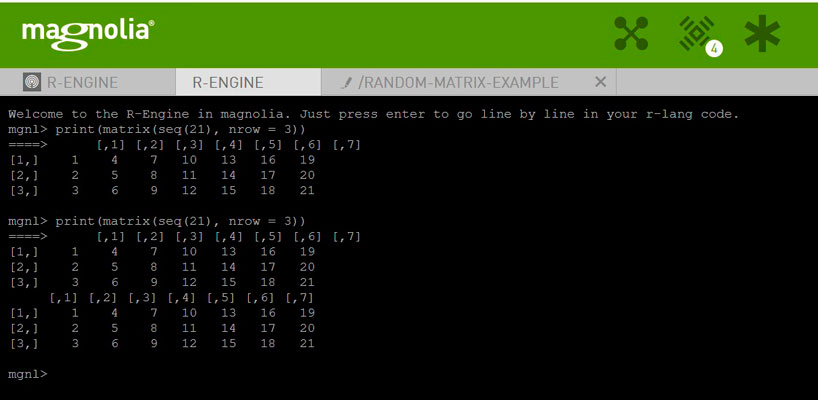 magnolia®
4
R-ENGINE R-ENGINE /RANDOM-MATRIX-EXAMPLE ✕
Welcome to the R-Engine in magnolia. Just press enter to go line by line in your r-lang code.
mgnl> print(matrix(seq(21), nrow = 3))
====> [,1] [,2] [,3] [,4] [,5] [,6] [,7]
[1,] 1 4 7 10 13 16 19
[2,] 2 5 8 11 14 17 20
[3,] 3 6 9 12 15 18 21
mgnl> print(matrix(seq(21), nrow = 3))
====> [,1] [,2] [,3] [,4] [,5] [,6] [,7]
[1,] 1 4 7 10 13 16 19
[2,] 2 5 8 11 14 17 20
[3,] 3 6 9 12 15 18 21
[,1] [,2] [,3] [,4] [,5] [,6] [,7]
[1,] 1 4 7 10 13 16 19
[2,] 2 5 8 11 14 17 20
[3,] 3 6 9 12 15 18 21
mgnl>